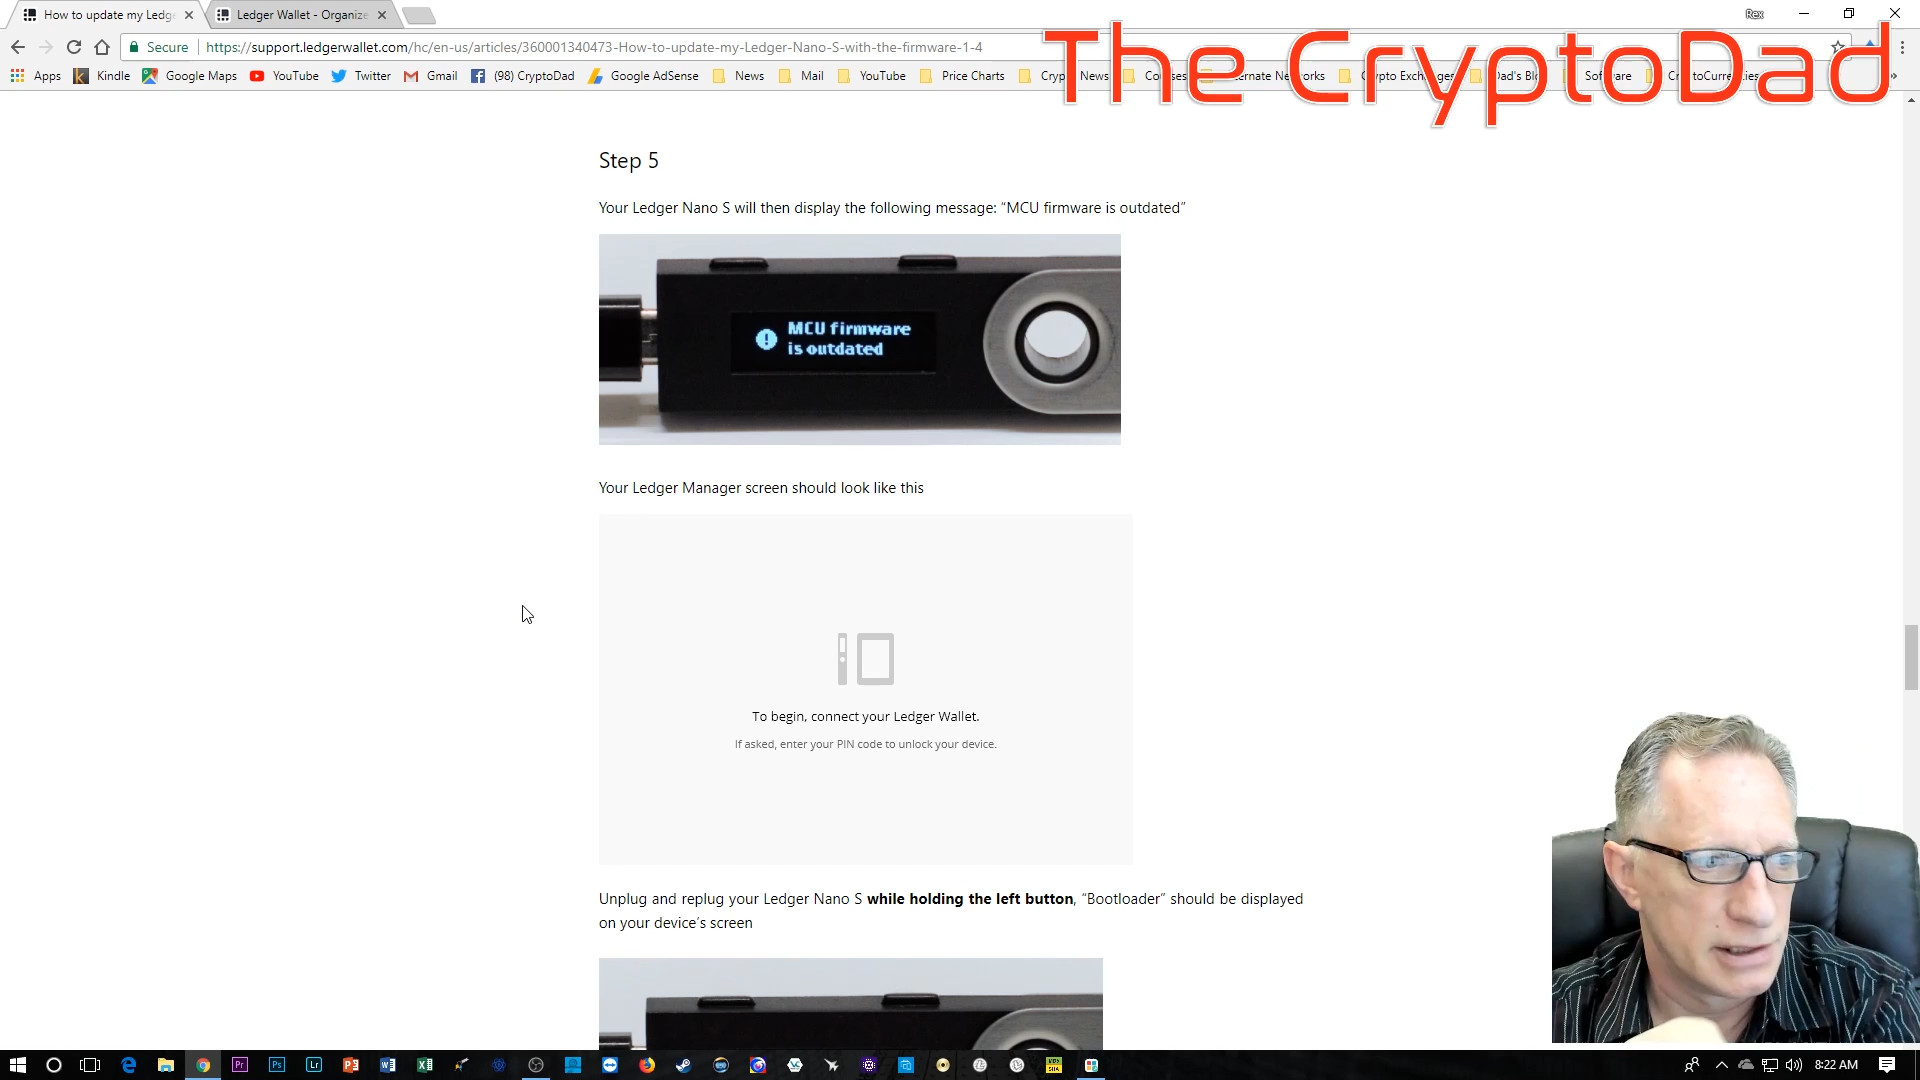 How to update my Ledg
Ledger Wallet - Organize
Rex
Secure
https://support.ledgerwallet.com/hc/en-us/articles/360001340473-How-to-update-my-Ledger-Nano-S-with-the-firmware-1-4
The CryptoDad
Apps
Kindle
Google Maps
YouTube
Twitter
Gmail
(98) CryptoDad
Google AdSense
News
Mail
YouTube
Price Charts
News
Software
Step 5
Your Ledger Nano S will then display the following message: “MCU firmware is outdated”
MCU firmware
is outdated
Your Ledger Manager screen should look like this
To begin, connect your Ledger Wallet.
If asked, enter your PIN code to unlock your device.
Unplug and replug your Ledger Nano S while holding the left button, “Bootloader” should be displayed
on your device’s screen
8:22 AM